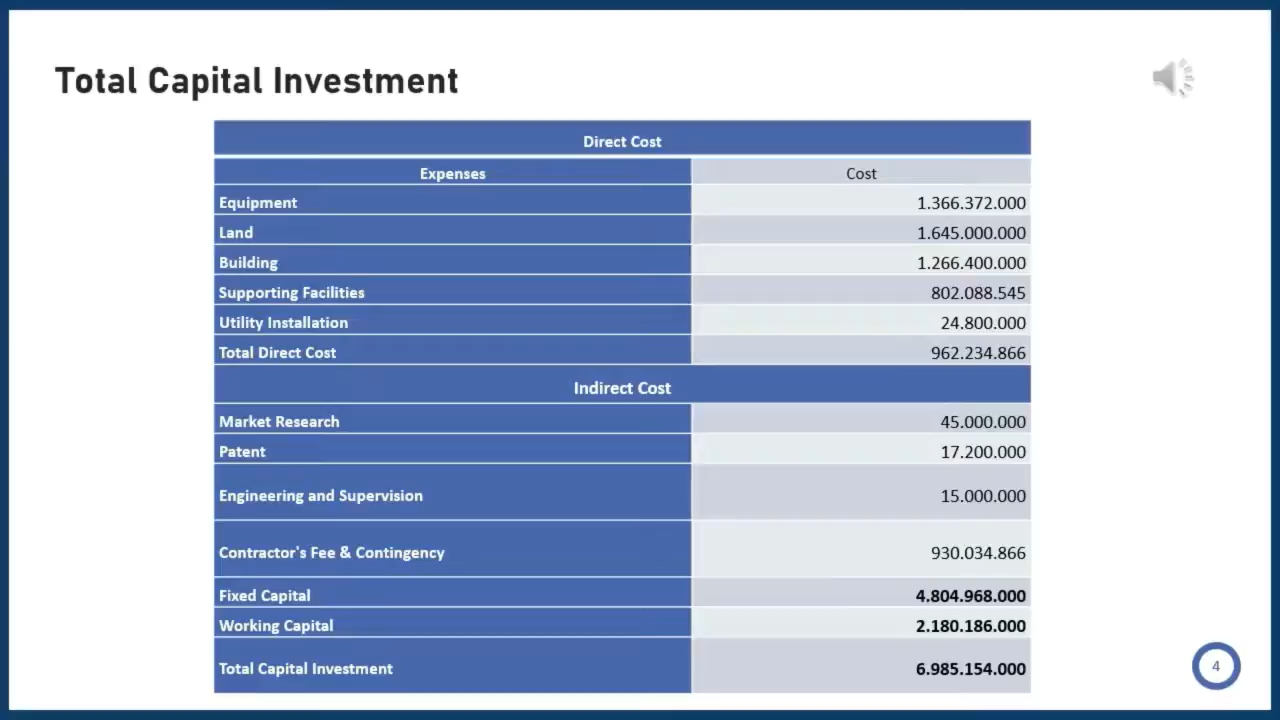 Total Capital Investment
Direct Cost
Expenses Cost
Equipment 1.366.372.000
Land 1.645.000.000
Building 1.266.400.000
Supporting Facilities 802.088.545
Utility Installation 24.800.000
Total Direct Cost 962.234.866
Indirect Cost
Market Research 45.000.000
Patent 17.200.000
Engineering and Supervision 15.000.000
Contractor's Fee & Contingency 930.034.866
Fixed Capital 4.804.968.000
Working Capital 2.180.186.000
Total Capital Investment 6.985.154.000
4